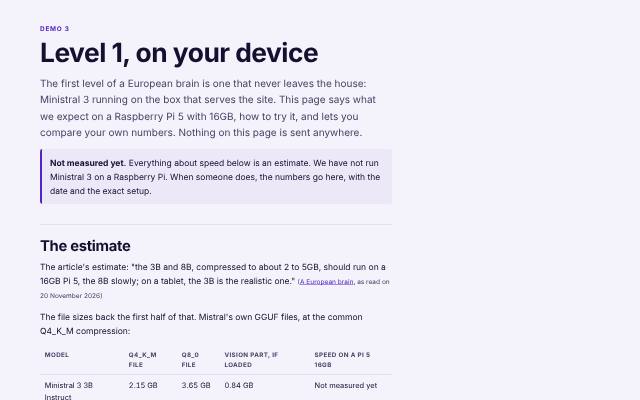 DEMO 3
Level 1, on your device
The first level of a European brain is one that never leaves the house:
Ministral 3 running on the box that serves the site. This page says what
we expect on a Raspberry Pi 5 with 16GB, how to try it, and lets you
compare your own numbers. Nothing on this page is sent anywhere.
Not measured yet. Everything about speed below is an estimate. We have not run
Ministral 3 on a Raspberry Pi. When someone does, the numbers go here, with the
date and the exact setup.
The estimate
The article's estimate: "the 3B and 8B, compressed to about 2 to 5GB, should run on a
16GB Pi 5, the 8B slowly; on a tablet, the 3B is the realistic one." (A European brain, as read on
20 November 2026)
The file sizes back the first half of that. Mistral's own GGUF files, at the common
Q4_K_M compression:
MODEL Q4_K_M FILE Q8_0 FILE VISION PART, IF LOADED SPEED ON A PI 5 16GB
Ministral 3 3B Instruct 2.15 GB 3.65 GB 0.84 GB Not measured yet